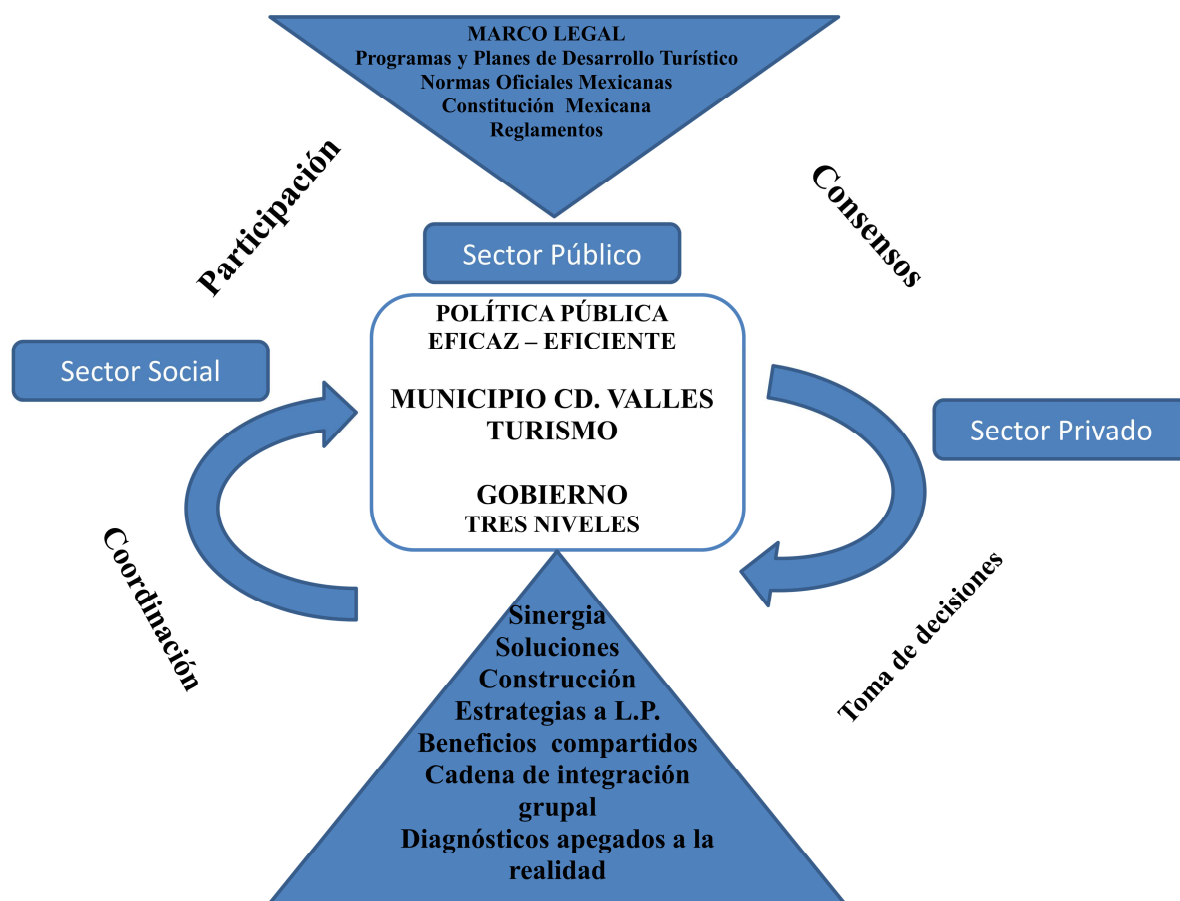 MARCO LEGAL
Programas y Planes de Desarrollo Turístico
Normas Oficiales Mexicanas
Constitución Mexicana
Reglamentos
Participación
Consensos
Sector Público
POLÍTICA PÚBLICA
EFICAZ – EFICIENTE
Sector Social
MUNICIPIO CD. VALLES
TURISMO
Sector Privado
GOBIERNO
TRES NIVELES
Coordinación
Toma de decisiones
Sinergia
Soluciones
Construcción
Estrategias a L.P.
Beneficios compartidos
Cadena de integración
grupal
Diagnósticos apegados a la
realidad